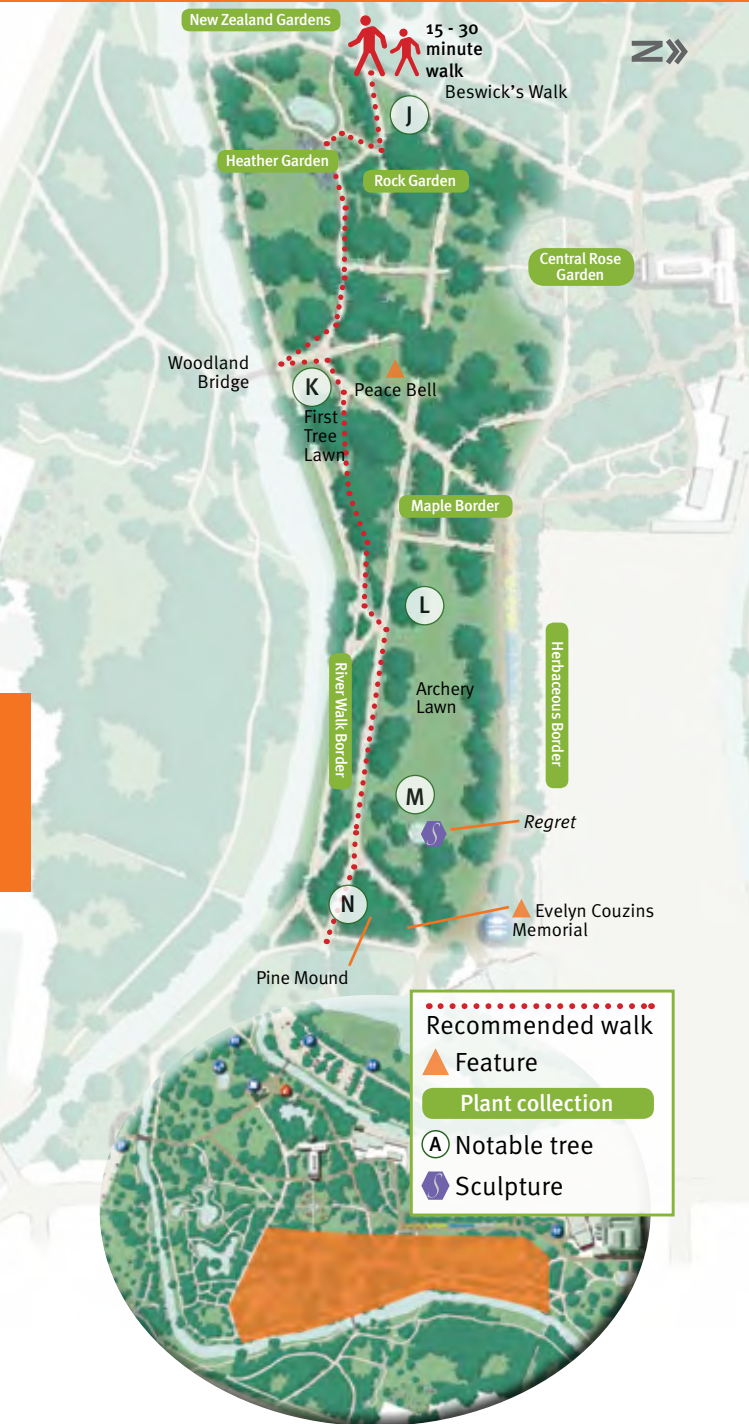 New Zealand Gardens
15 - 30
minute
walk
N
Beswick's Walk
J
Heather Garden
Rock Garden
Central Rose
Garden
Woodland
Bridge
K
Peace Bell
First
Tree
Lawn
Maple Border
L
Herbaceous Border
River Walk Border
Archery
Lawn
M
S
Regret
N
Evelyn Couzins
Memorial
Pine Mound
Recommended walk
Feature
Plant collection
A Notable tree
S Sculpture